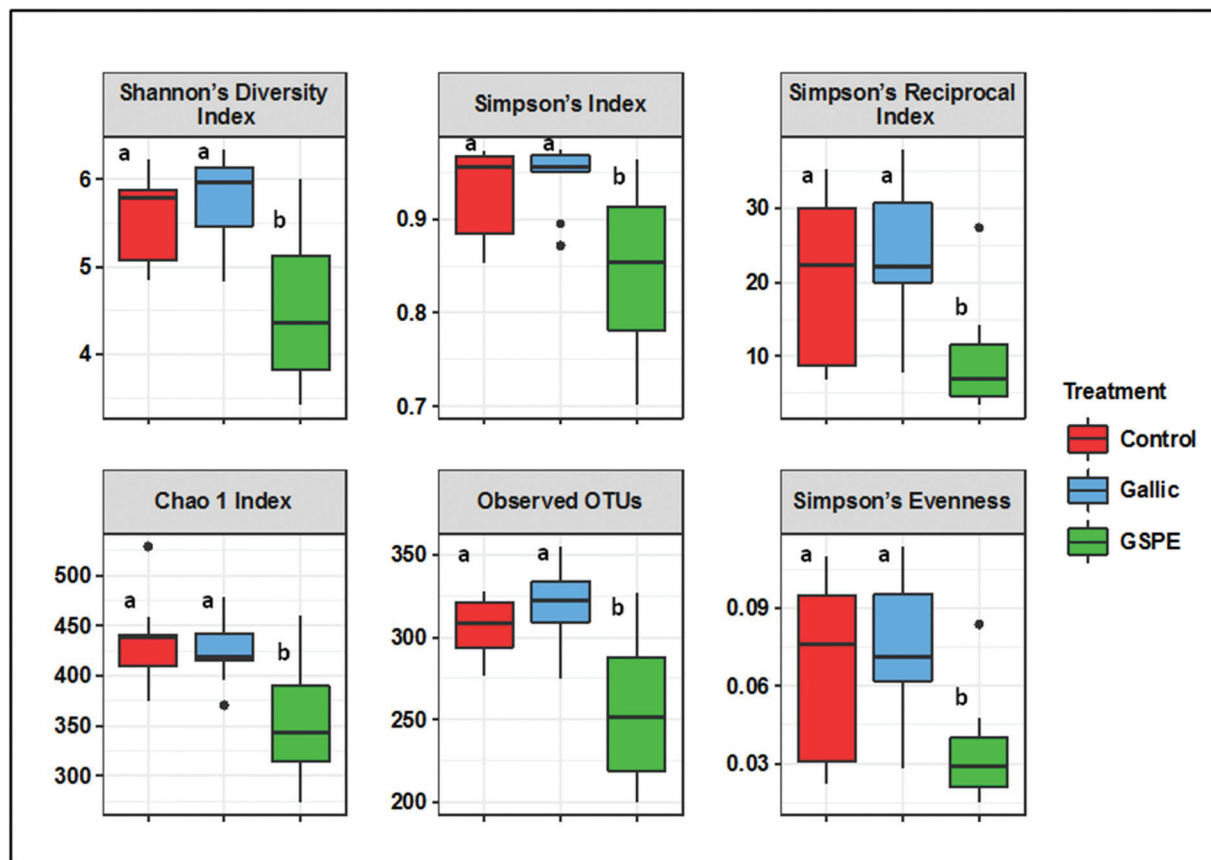 Shannon's Diversity
Index
6
5
4
a
a
b
Simpson's Index
0.9
0.8
0.7
a
a
b
Simpson's Reciprocal
Index
30
20
10
a
a
b
Chao 1 Index
500
450
400
350
300
a
a
b
Observed OTUs
350
300
250
200
a
a
b
Simpson's Evenness
0.09
0.06
0.03
a
a
b
Treatment
Control
Gallic
GSPE